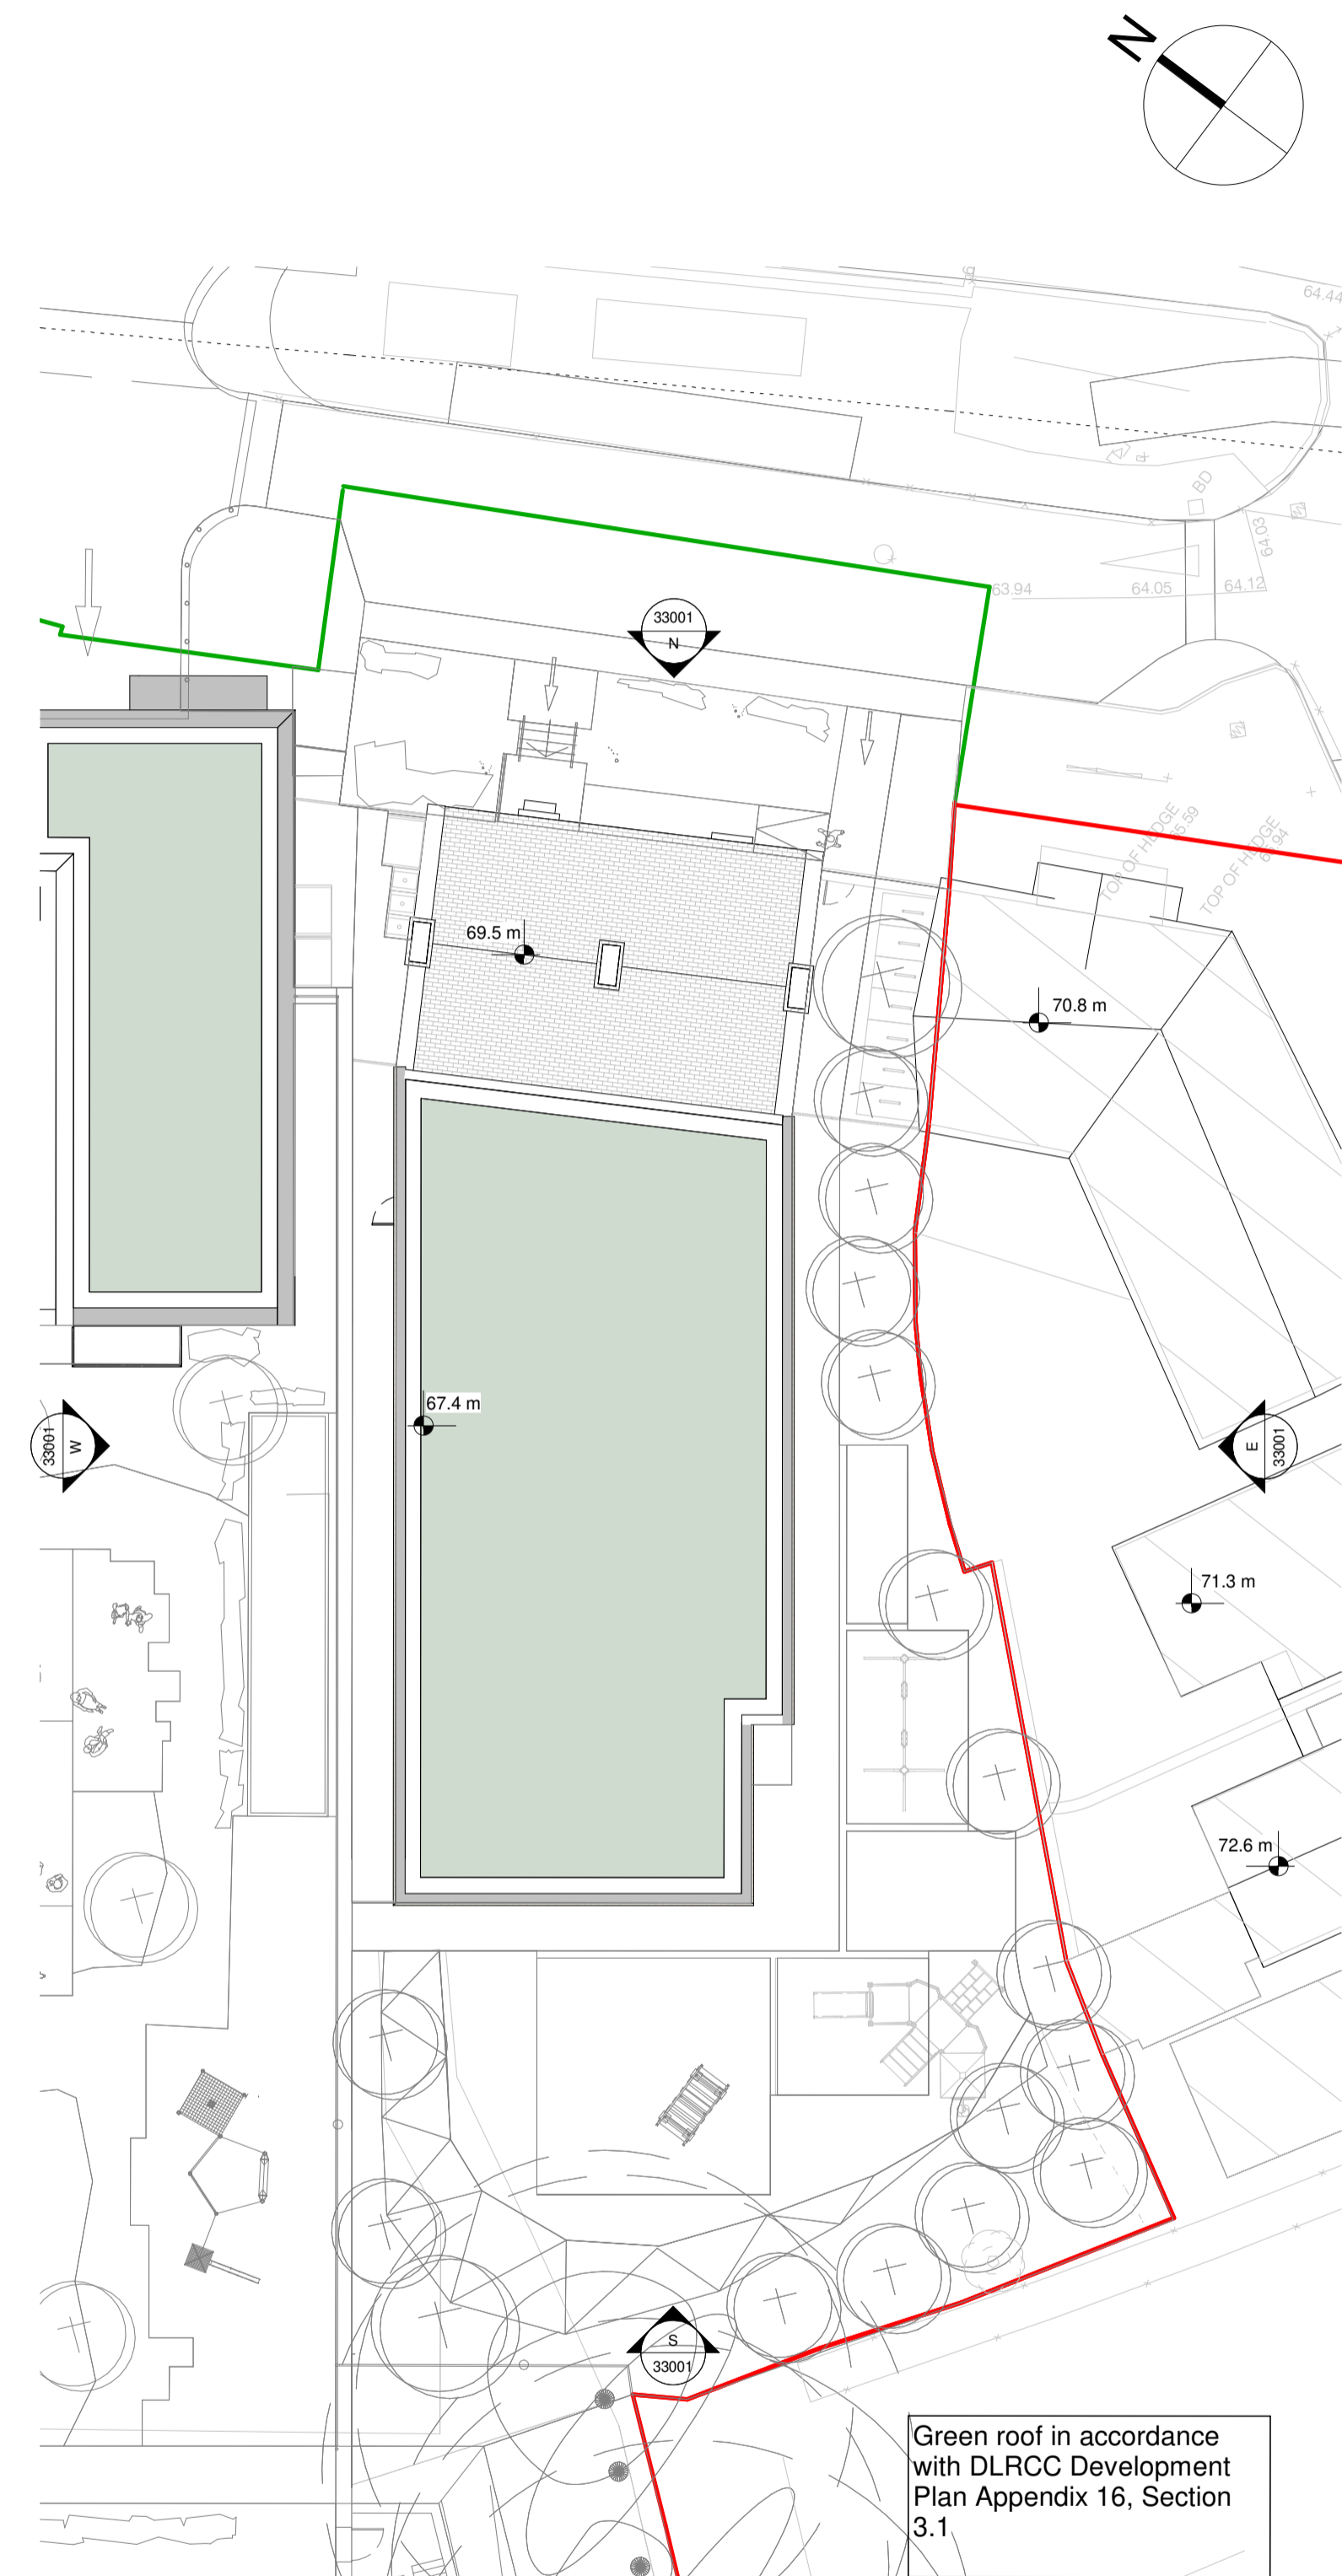 N
64.44
BD
64.03
63.94
64.05
64.12
33001
N
TOP OF HEDGE
TOP OF HEDGE
69.5 m
70.8 m
67.4 m
33001
W
E
33001
71.3 m
72.6 m
S
33001
Green roof in accordance
with DLRCC Development
Plan Appendix 16, Section
3.1